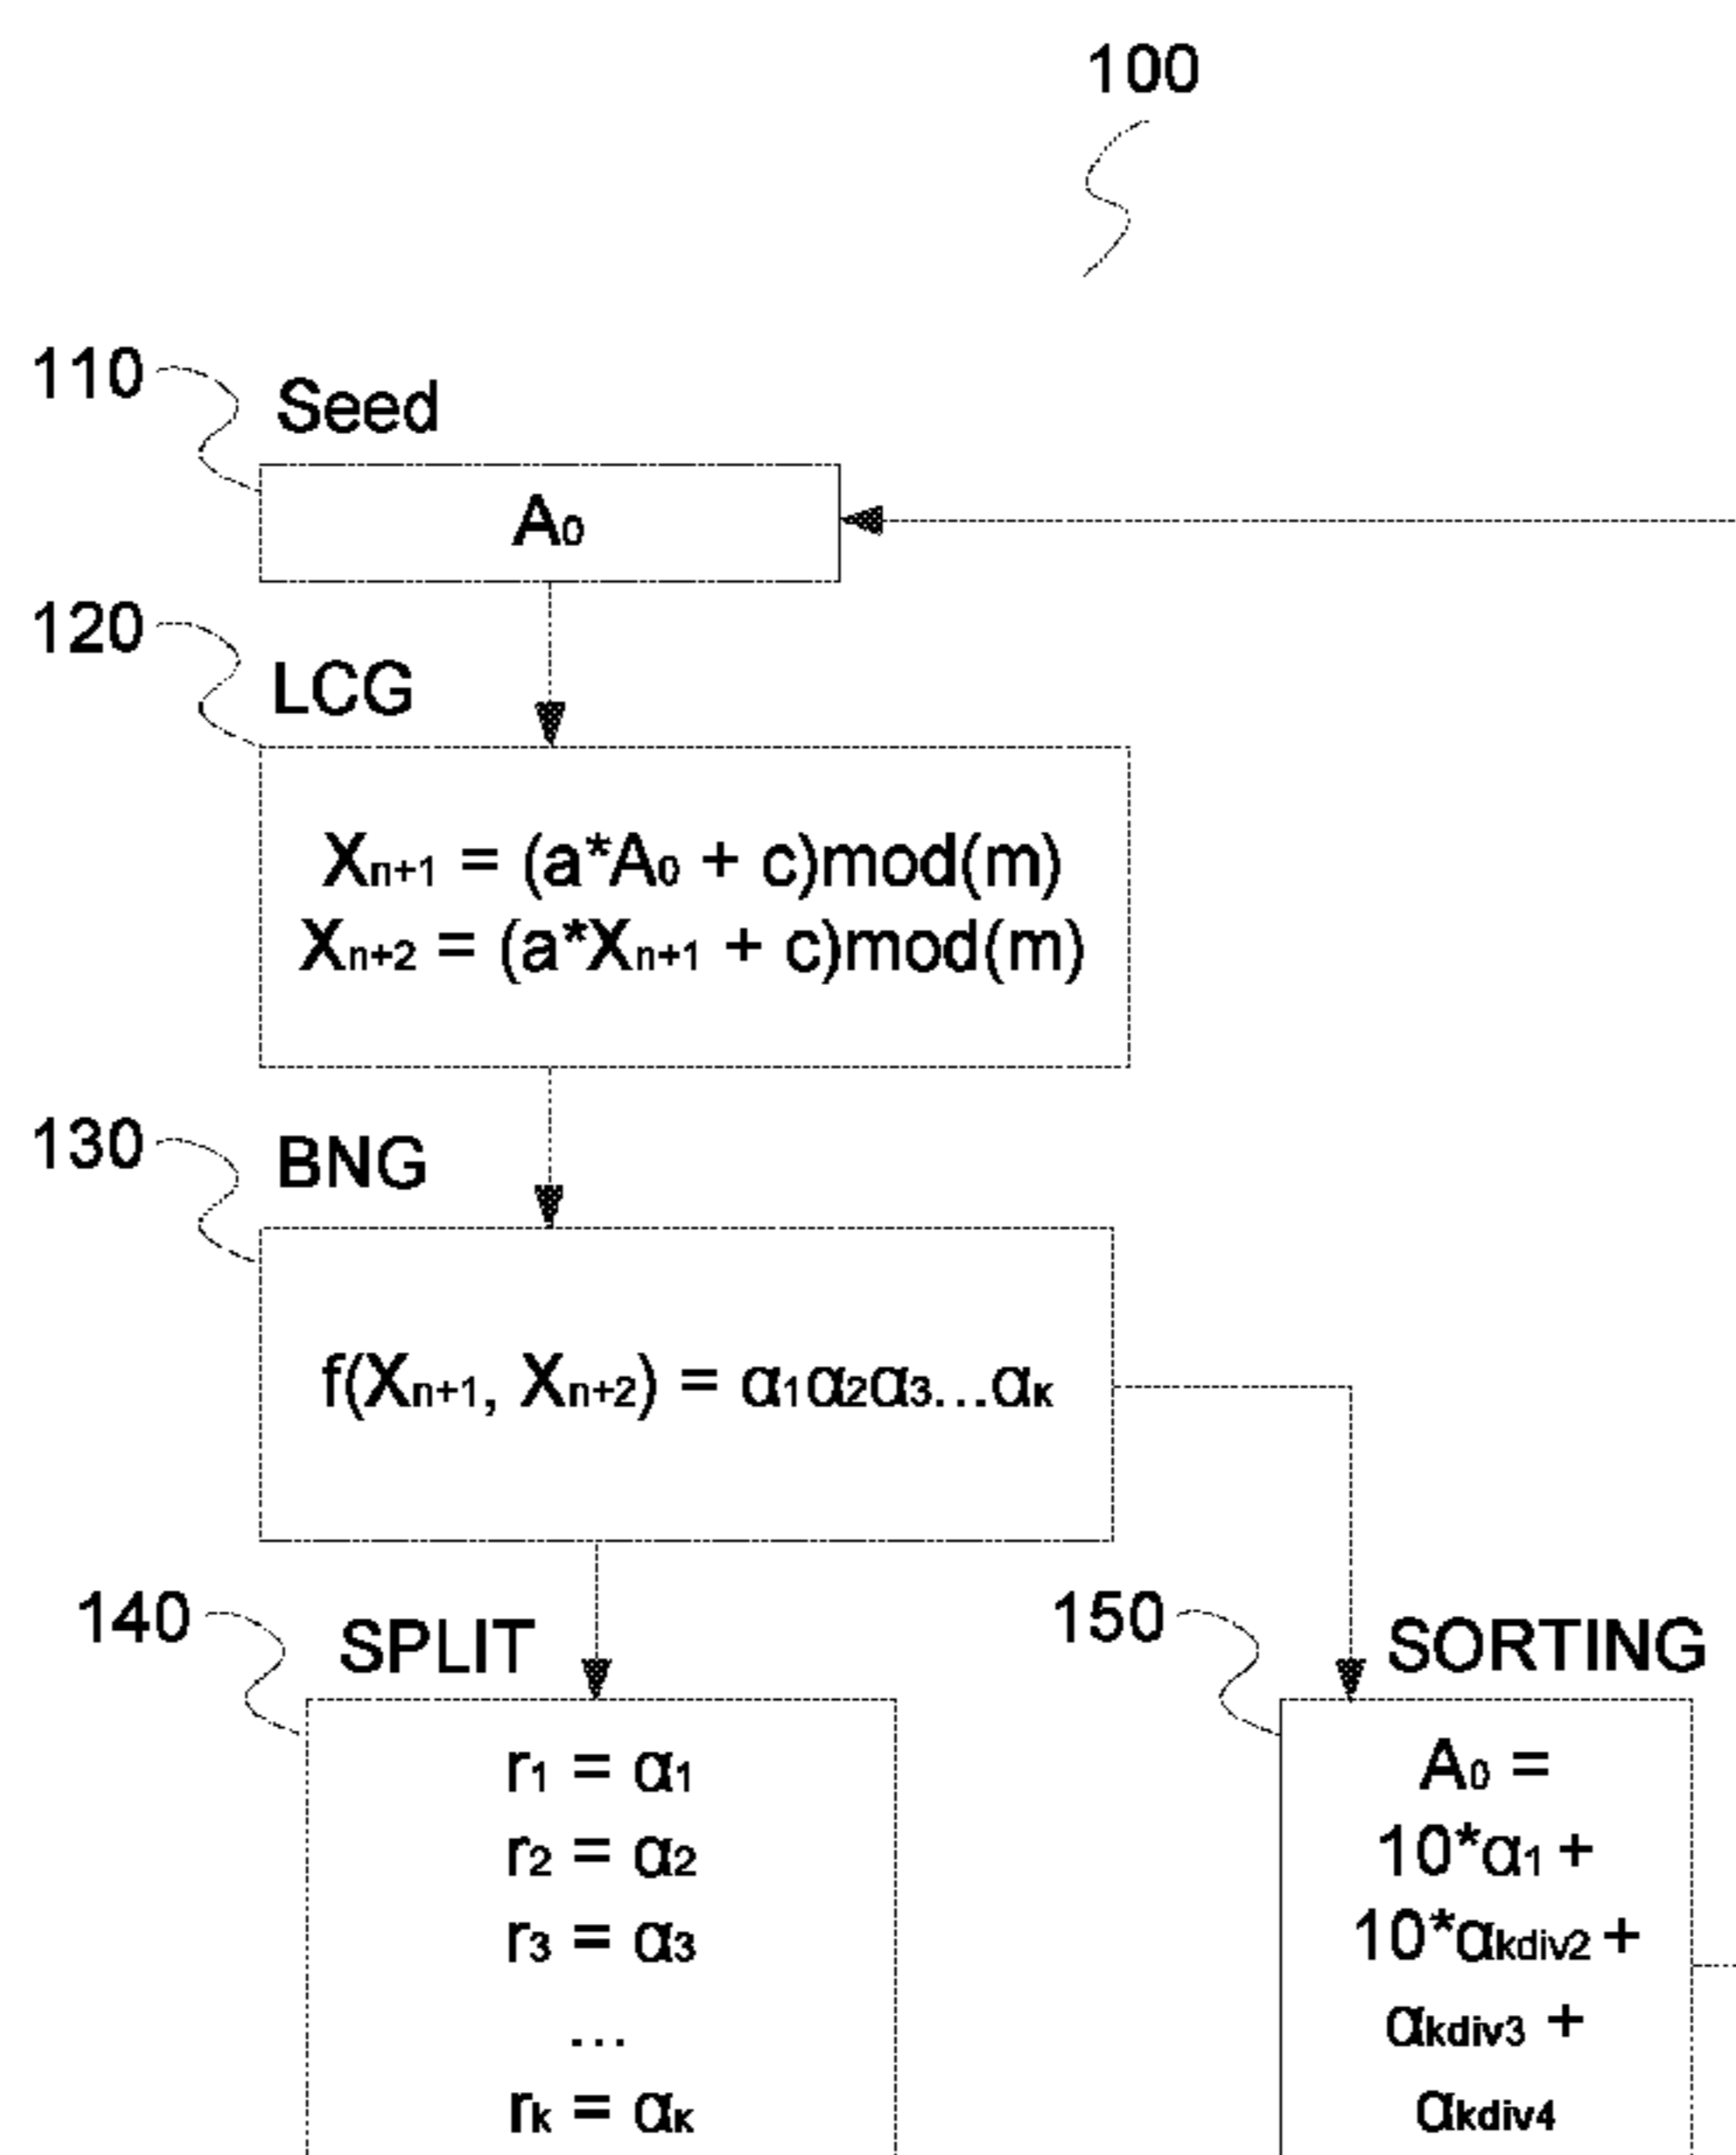 100
110
Seed
A₀
120
LCG
Xₙ₊₁ = (a*A₀ + c)mod(m)
Xₙ₊₂ = (a*Xₙ₊₁ + c)mod(m)
130
BNG
f(Xₙ₊₁, Xₙ₊₂) = α₁α₂α₃...ακ
140
SPLIT
r₁ = α₁
r₂ = α₂
r₃ = α₃
...
rₖ = ακ
150
SORTING
A₀ =
10*α₁ +
10*αkdiv2 +
αkdiv3 +
αkdiv4